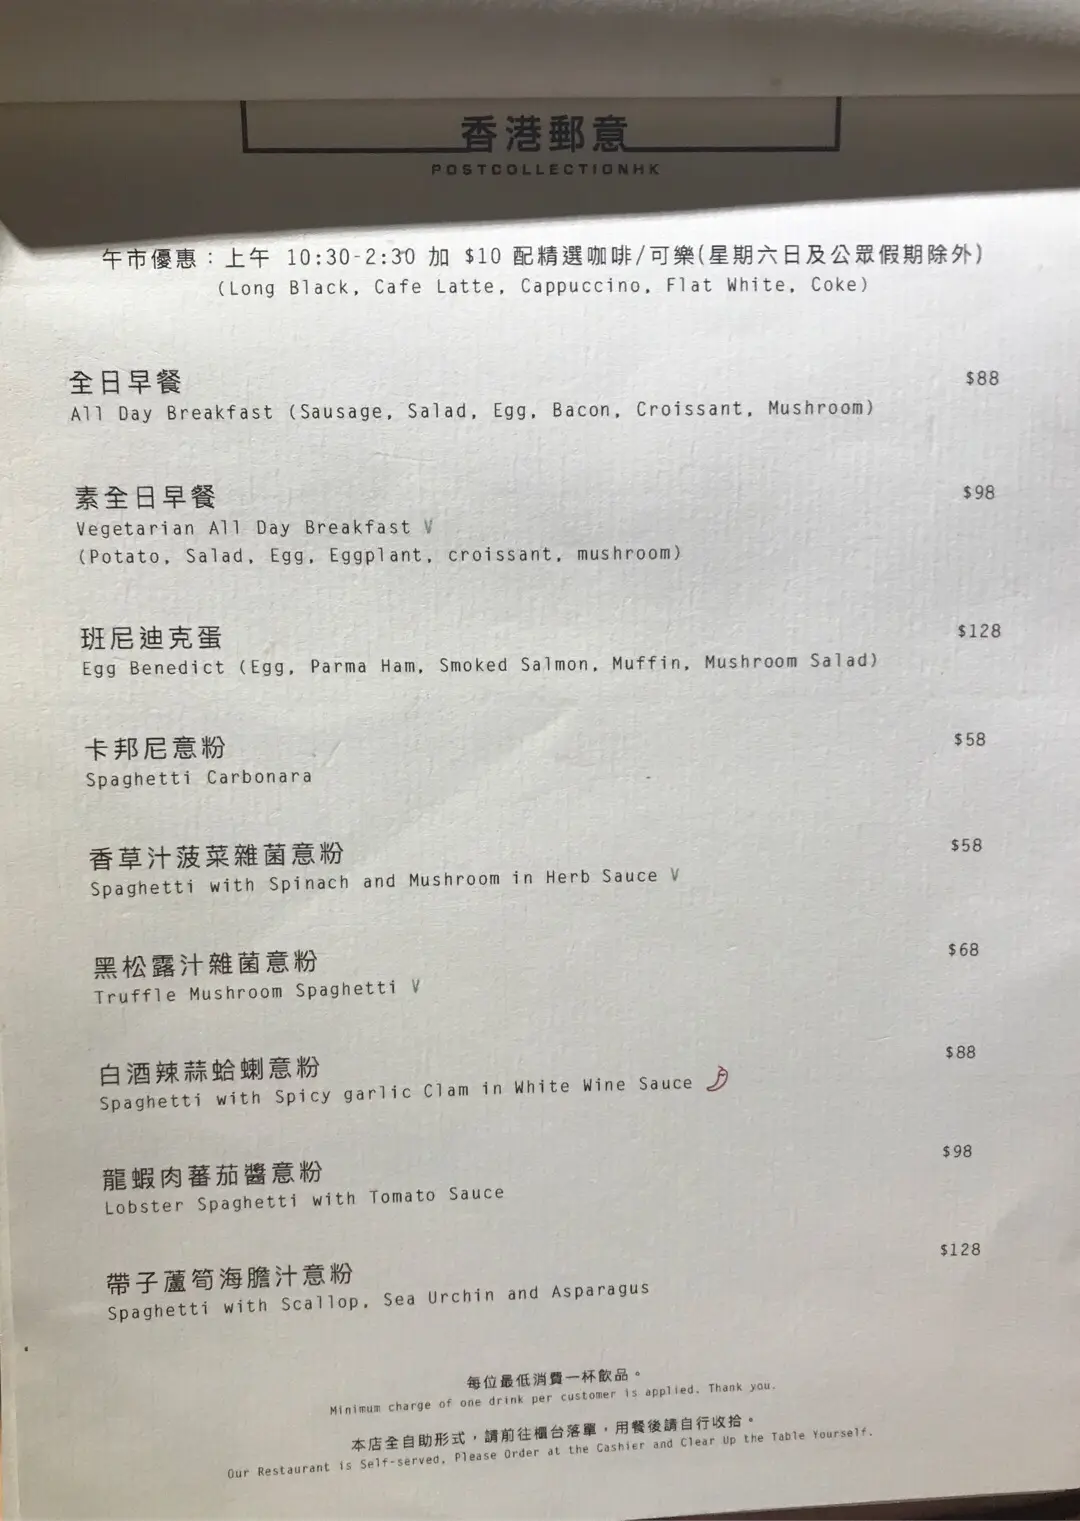 香港郵意
POSTCOLLECTIONHK
午市優惠：上午 10:30-2:30 加 $10 配精選咖啡/可樂(星期六日及公眾假期除外)
(Long Black, Cafe Latte, Cappuccino, Flat White, Coke)
全日早餐 $88
All Day Breakfast (Sausage, Salad, Egg, Bacon, Croissant, Mushroom)
素全日早餐 $98
Vegetarian All Day Breakfast V
(Potato, Salad, Egg, Eggplant, croissant, mushroom)
班尼迪克蛋 $128
Egg Benedict (Egg, Parma Ham, Smoked Salmon, Muffin, Mushroom Salad)
卡邦尼意粉 $58
Spaghetti Carbonara
香草汁菠菜雜菌意粉 $58
Spaghetti with Spinach and Mushroom in Herb Sauce V
黑松露汁雜菌意粉 $68
Truffle Mushroom Spaghetti V
白酒辣蒜蛤蝲意粉 $88
Spaghetti with Spicy garlic Clam in White Wine Sauce
龍蝦肉蕃茄醬意粉 $98
Lobster Spaghetti with Tomato Sauce
帶子蘆筍海膽汁意粉 $128
Spaghetti with Scallop, Sea Urchin and Asparagus
每位最低消費一杯飲品。
Minimum charge of one drink per customer is applied. Thank you.
本店全自助形式，請前往櫃台落單，用餐後請自行收拾。
Our Restaurant is Self-served, Please Order at the Cashier and Clear Up the Table Yourself.